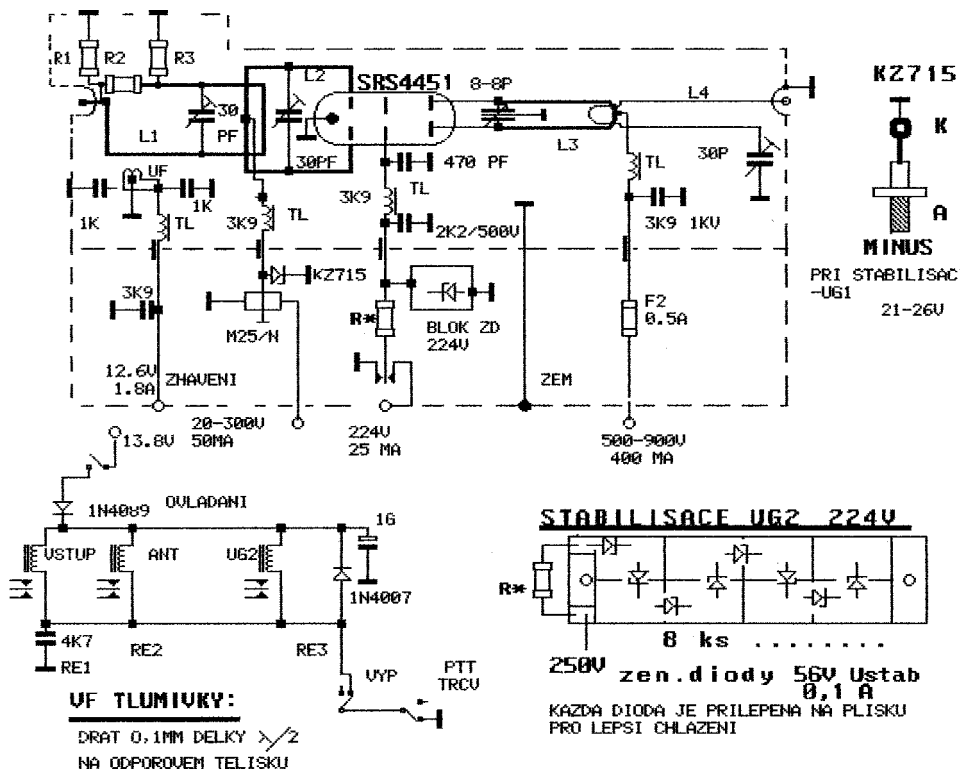 R1 R2 R3
L2
SRS4451
8-8P
L4
KZ715
30
PF
L1
30PF
L3
30P
K
UF
470 PF
TL
1K
1K
TL
3K9
TL
3K9
TL
2K2/500V
3K9 1KV
A
MINUS
KZ715
PRI STABILISAC
-UG1
21-26V
3K9
M25/N
R*
BLOK ZD
224V
F2
0.5A
12.6V
1.8A
ZHAVENI
ZEM
20-300V
50MA
224V
25 MA
500-900V
400 MA
13.8V
1N4089
OVLADANI
1G
VSTUP
ANT
UG2
1N4007
4K7
RE1
RE2
RE3
VYP
PTT
TRCV
STABILISACE UG2 224V
R*
8 ks ........
250V
zen.diody 56V Ustab
0,1 A
KAZDA DIODA JE PRILEPENA NA PLISKU
PRO LEPSI CHLAZENI
VF TLUMIVKY:
DRAT 0,1MM DELKY λ/2
NA ODPOROVEM TELISKU